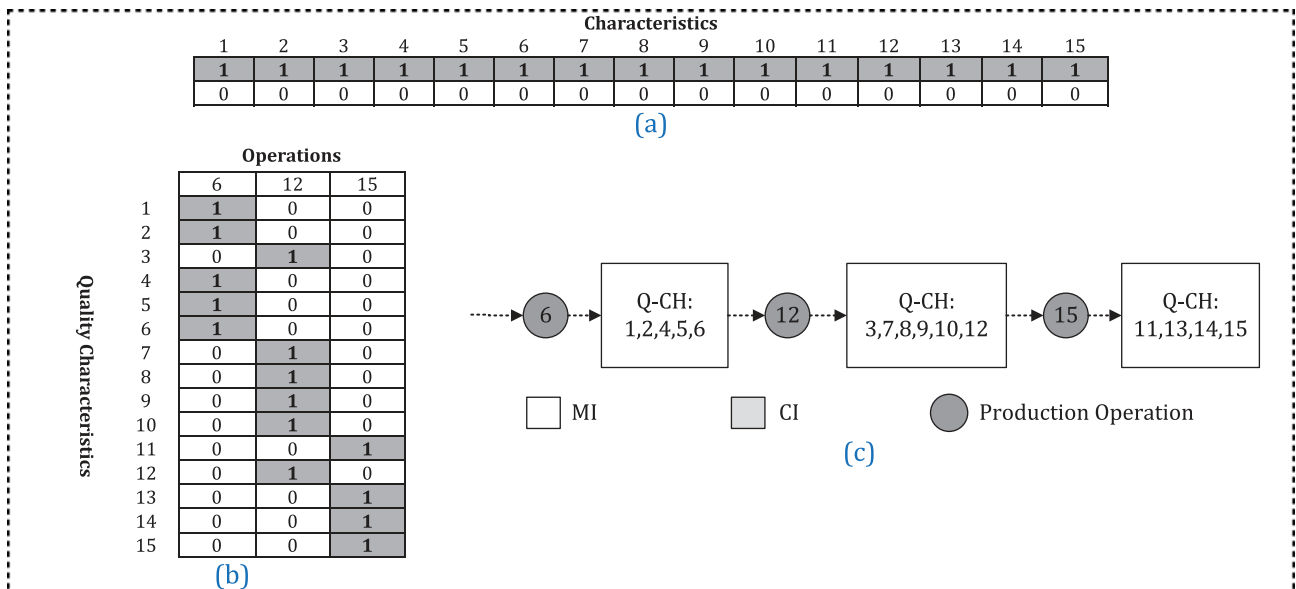 Characteristics
1 2 3 4 5 6 7 8 9 10 11 12 13 14 15
1 1 1 1 1 1 1 1 1 1 1 1 1 1 1
0 0 0 0 0 0 0 0 0 0 0 0 0 0 0
(a)
Operations
6 12 15
Quality Characteristics
1 1 0 0
2 1 0 0
3 0 1 0
4 1 0 0
5 1 0 0
6 1 0 0
7 0 1 0
8 0 1 0
9 0 1 0
10 0 1 0
11 0 0 1
12 0 1 0
13 0 0 1
14 0 0 1
15 0 0 1
(b)
6
Q-CH:
1,2,4,5,6
12
Q-CH:
3,7,8,9,10,12
15
Q-CH:
11,13,14,15
MI CI Production Operation
(c)